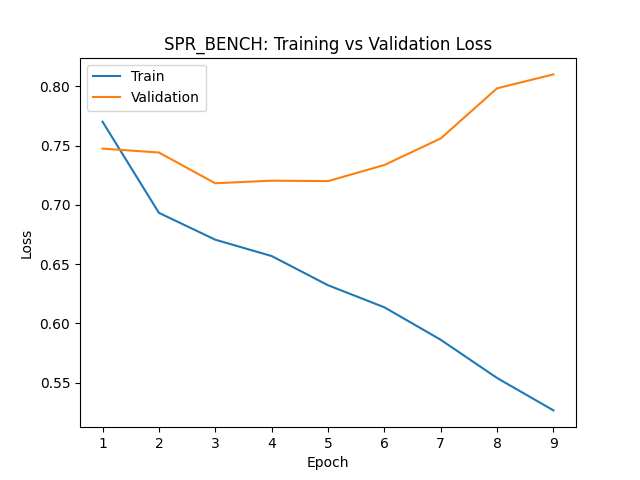 SPR_BENCH: Training vs Validation Loss
Train
Validation
0.80
0.75
0.70
0.65
0.60
0.55
Loss
1 2 3 4 5 6 7 8 9
Epoch